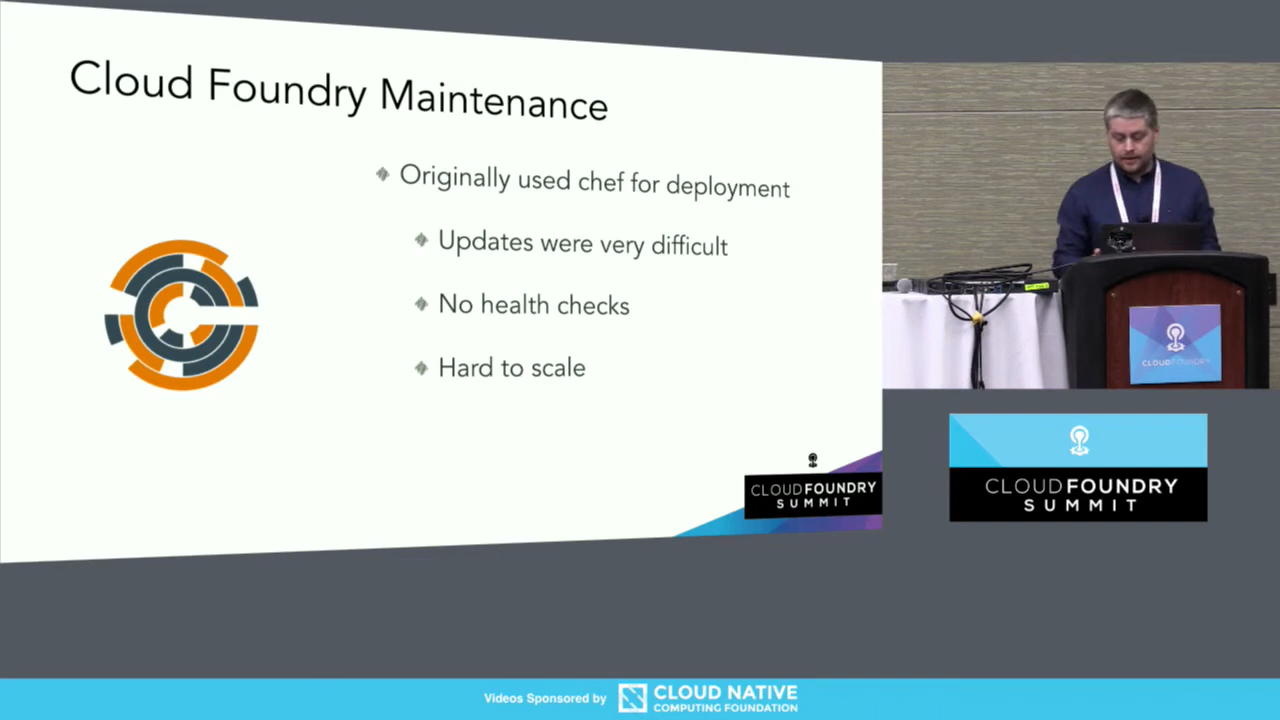 Cloud Foundry Maintenance
Originally used chef for deployment
Updates were very difficult
No health checks
Hard to scale
CLOUDFOUNDRY
SUMMIT
CLOUDFOUNDRY
CLOUDFOUNDRY
SUMMIT
Videos Sponsored by
CLOUD NATIVE
COMPUTING FOUNDATION